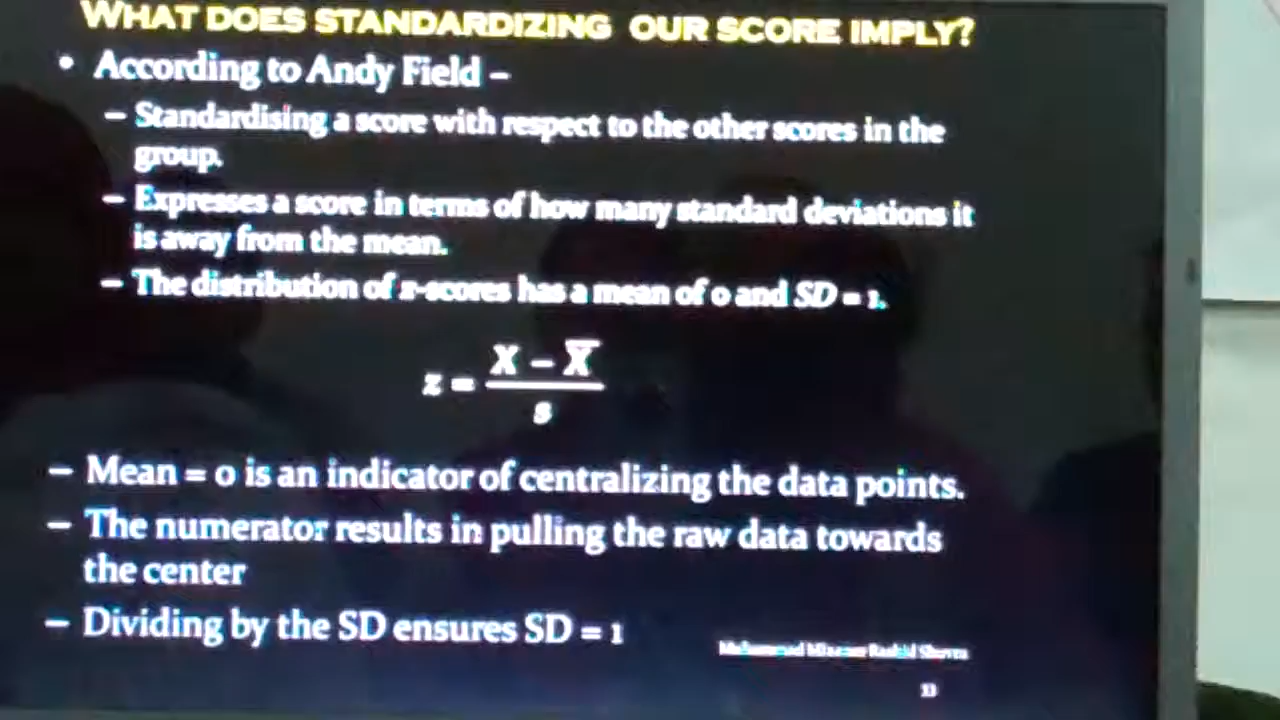 WHAT DOES STANDARDIZING OUR SCORE IMPLY?
• According to Andy Field –
– Standardising a score with respect to the other scores in the
group.
– Expresses a score in terms of how many standard deviations it
is away from the mean.
– The distribution of z-scores has a mean of 0 and SD = 1.
z = X – X̅
s
– Mean = 0 is an indicator of centralizing the data points.
– The numerator results in pulling the raw data towards
the center
– Dividing by the SD ensures SD = 1